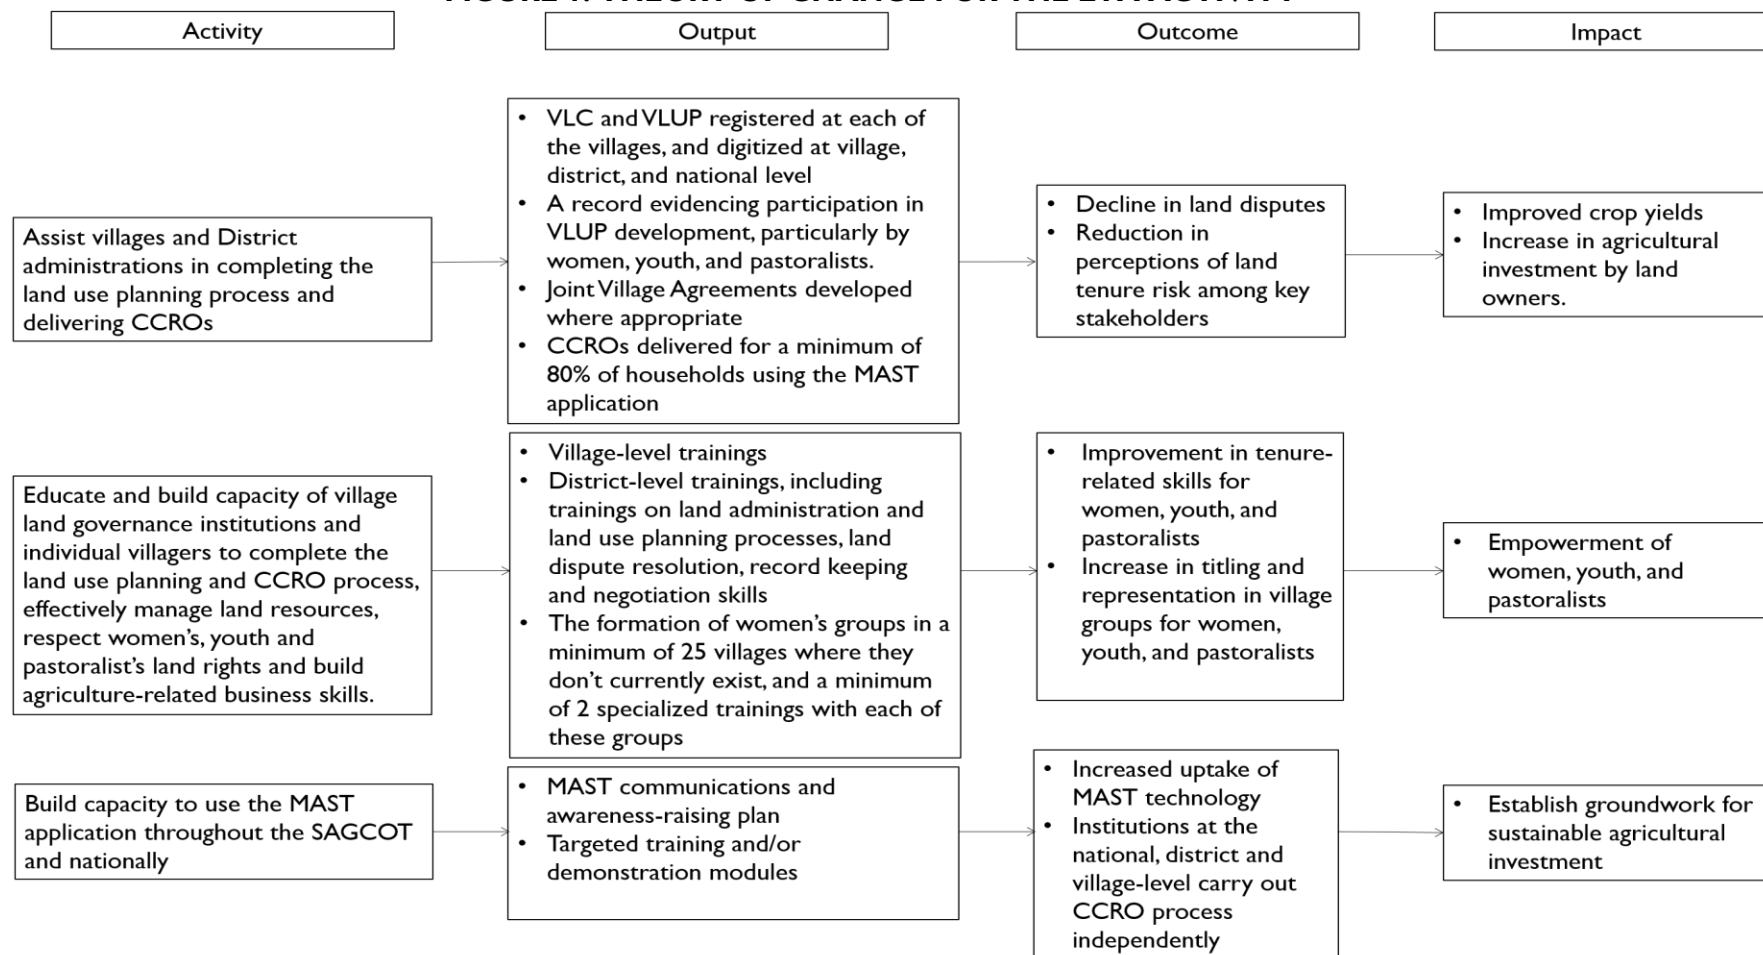 Activity
Output
Outcome
Impact
Assist villages and District
administrations in completing the
land use planning process and
delivering CCROs
• VLC and VLUP registered at each of
the villages, and digitized at village,
district, and national level
• A record evidencing participation in
VLUP development, particularly by
women, youth, and pastoralists.
• Joint Village Agreements developed
where appropriate
• CCROs delivered for a minimum of
80% of households using the MAST
application
• Decline in land disputes
• Reduction in
perceptions of land
tenure risk among key
stakeholders
• Improved crop yields
• Increase in agricultural
investment by land
owners.
Educate and build capacity of village
land governance institutions and
individual villagers to complete the
land use planning and CCRO process,
effectively manage land resources,
respect women's, youth and
pastoralist's land rights and build
agriculture-related business skills.
• Village-level trainings
• District-level trainings, including
trainings on land administration and
land use planning processes, land
dispute resolution, record keeping
and negotiation skills
• The formation of women's groups in a
minimum of 25 villages where they
don't currently exist, and a minimum
of 2 specialized trainings with each of
these groups
• Improvement in tenure-
related skills for
women, youth, and
pastoralists
• Increase in titling and
representation in village
groups for women,
youth, and pastoralists
• Empowerment of
women, youth, and
pastoralists
Build capacity to use the MAST
application throughout the SAGCOT
and nationally
• MAST communications and
awareness-raising plan
• Targeted training and/or
demonstration modules
• Increased uptake of
MAST technology
• Institutions at the
national, district and
village-level carry out
CCRO process
independently
• Establish groundwork for
sustainable agricultural
investment